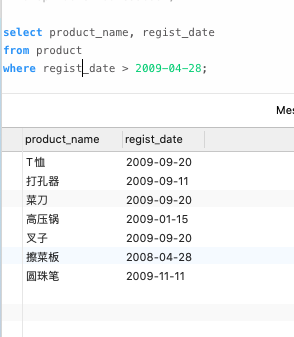 select product_name, regist_date
from product
where regist_date > 2009-04-28;
Mes
product_name regist_date
T恤 2009-09-20
打孔器 2009-09-11
菜刀 2009-09-20
高压锅 2009-01-15
叉子 2009-09-20
擦菜板 2008-04-28
圆珠笔 2009-11-11